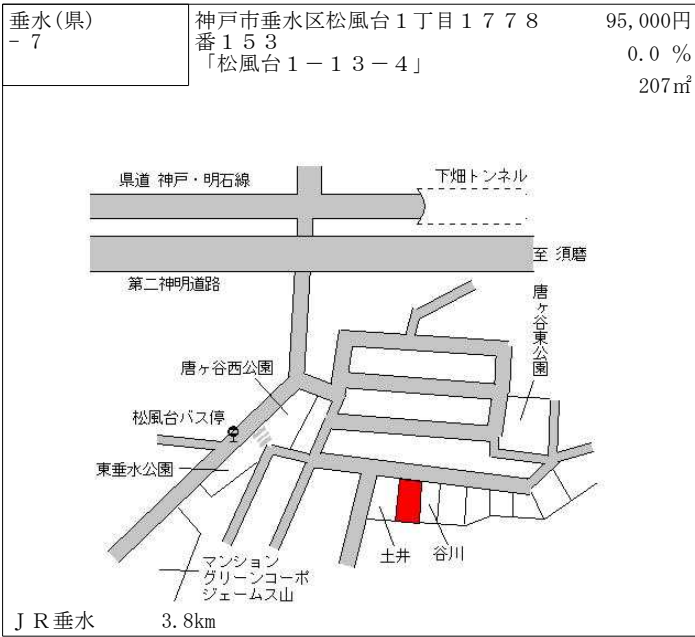 垂水(県)
－７
神戸市垂水区松風台１丁目１７７８
番１５３
「松風台１－１３－４」
95,000円
0.0 %
207㎡
県道 神戸・明石線
下畑トンネル
至 須磨
第二神明道路
唐ヶ谷東公園
唐ヶ谷西公園
松風台バス停
東垂水公園
土井
谷川
マンション
グリーンコーポ
ジェームス山
ＪＲ垂水
3.8km